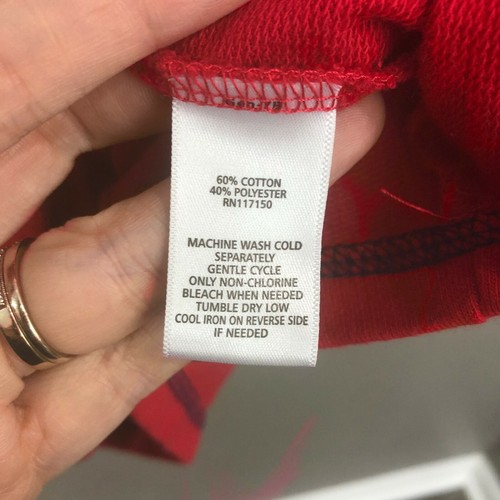 60% COTTON
40% POLYESTER
RN117150
MACHINE WASH COLD
SEPARATELY
GENTLE CYCLE
ONLY NON-CHLORINE
BLEACH WHEN NEEDED
TUMBLE DRY LOW
COOL IRON ON REVERSE SIDE
IF NEEDED